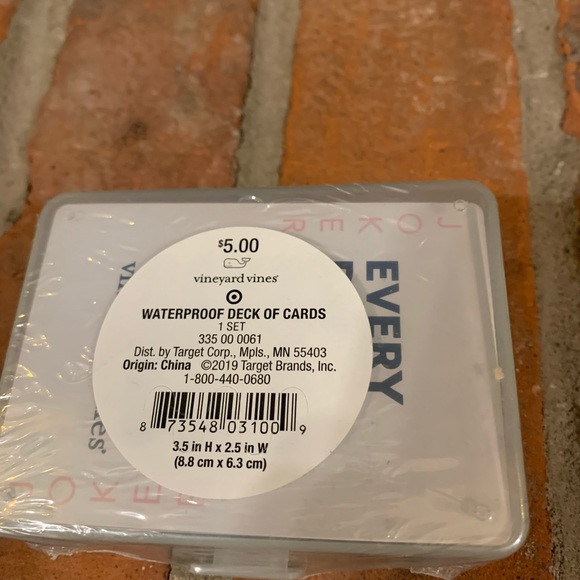 $5.00
vineyard vines®
WATERPROOF DECK OF CARDS
1 SET
335 00 0061
Dist. by Target Corp., Mpls., MN 55403
Origin: China ©2019 Target Brands, Inc.
1-800-440-0680
8 73548 03100 9
3.5 in H x 2.5 in W
(8.8 cm x 6.3 cm)
JOKER
EVERY
JOKER